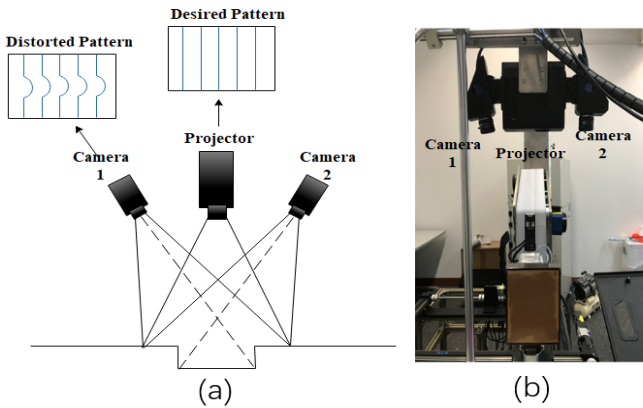 Desired Pattern
Distorted Pattern
Projector
Camera
1
Camera
2
Camera
1
Projector
Camera
2
(a)
(b)